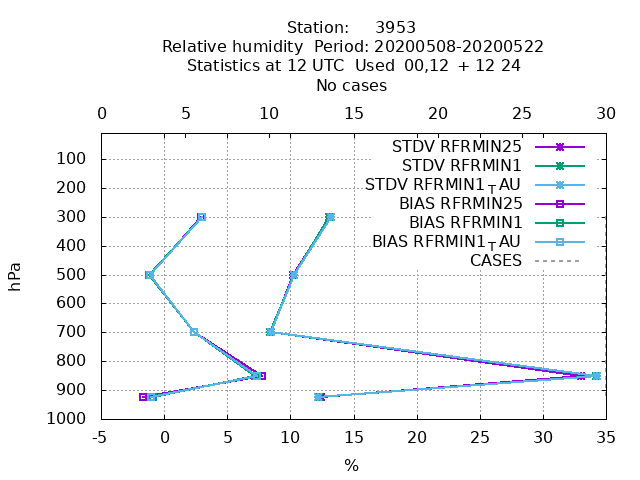 Station: 3953
Relative humidity Period: 20200508-20200522
Statistics at 12 UTC Used 00,12 + 12 24
No cases
0 5 10 15 20 25 30
STDV RFRMIN25
STDV RFRMIN1
STDV RFRMIN1TAU
BIAS RFRMIN25
BIAS RFRMIN1
BIAS RFRMIN1TAU
CASES
hPa
100
200
300
400
500
600
700
800
900
1000
-5 0 5 10 15 20 25 30 35
%